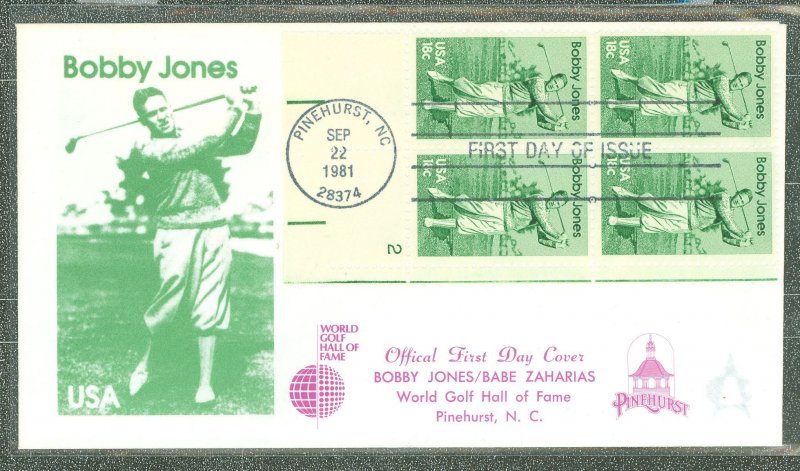 Bobby Jones
USA
PINEHURST, NC
SEP
22
1981
28374
FIRST DAY OF ISSUE
USA
18c
Bobby Jones
USA
18c
Bobby Jones
USA
18c
Bobby Jones
USA
18c
Bobby Jones
2
WORLD
GOLF
HALL OF
FAME
Offical First Day Cover
BOBBY JONES/BABE ZAHARIAS
World Golf Hall of Fame
Pinehurst, N. C.
PINEHURST